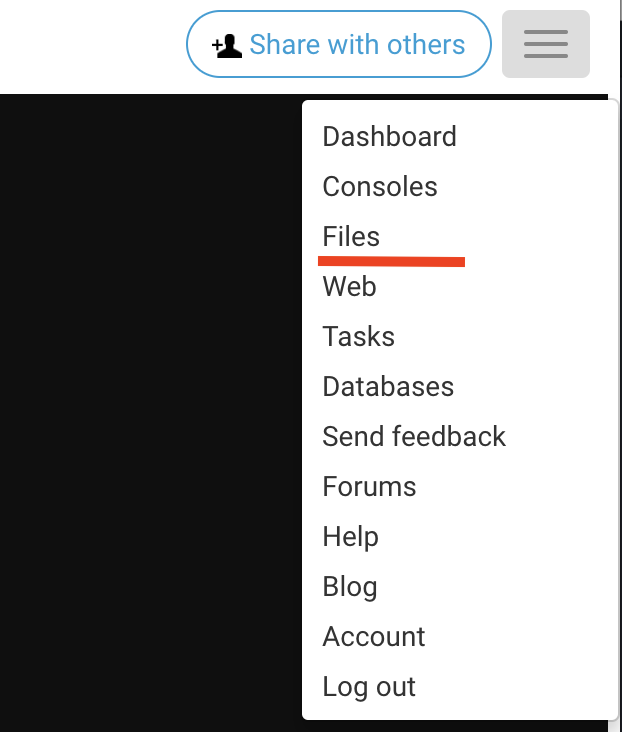 Share with others
Dashboard
Consoles
Files
Web
Tasks
Databases
Send feedback
Forums
Help
Blog
Account
Log out